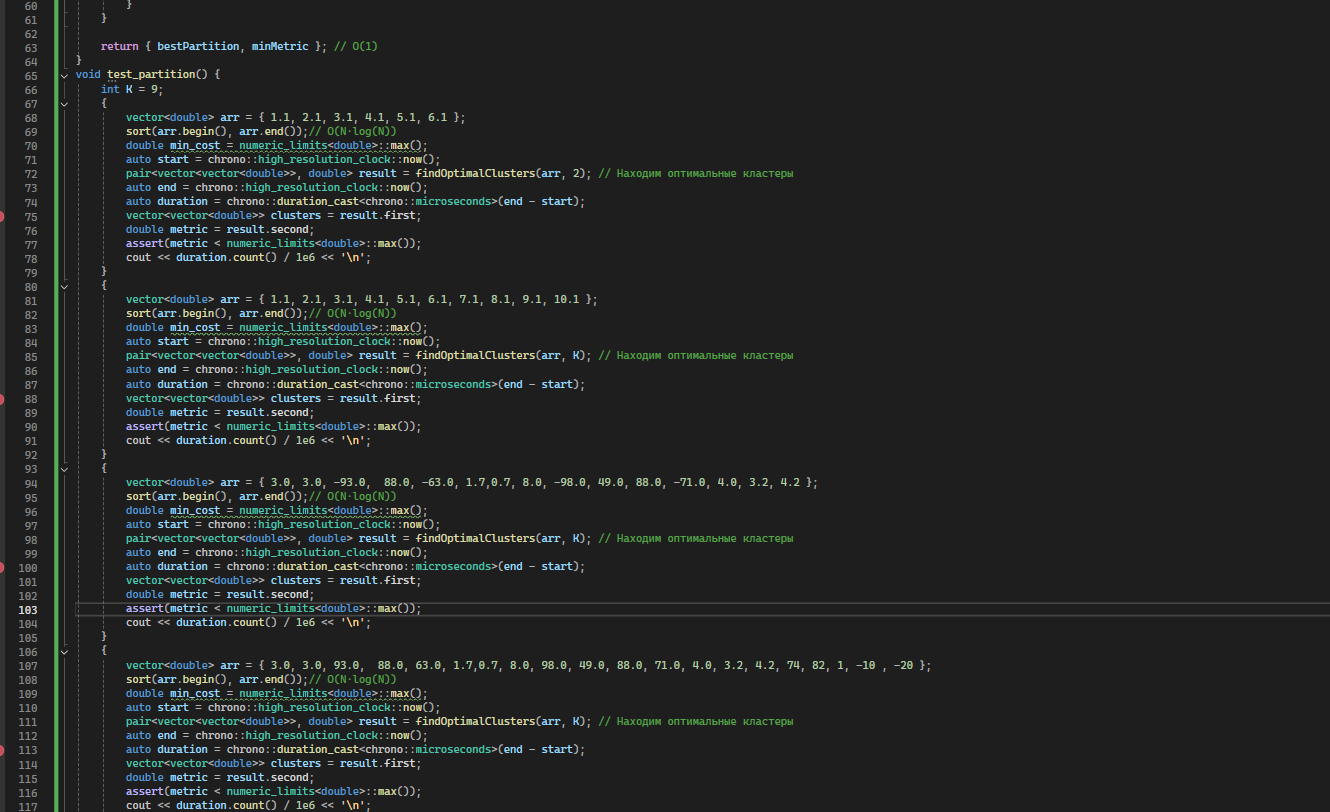 60 }
61 }
62
63 return { bestPartition, minMetric }; // O(1)
64 }
65 void test_partition() {
66 int K = 9;
67 {
68 vector<double> arr = { 1.1, 2.1, 3.1, 4.1, 5.1, 6.1 };
69 sort(arr.begin(), arr.end());// O(N·log(N))
70 double min_cost = numeric_limits<double>::max();
71 auto start = chrono::high_resolution_clock::now();
72 pair<vector<vector<double>>, double> result = findOptimalClusters(arr, 2); // Находим оптимальные кластеры
73 auto end = chrono::high_resolution_clock::now();
74 auto duration = chrono::duration_cast<chrono::microseconds>(end - start);
75 vector<vector<double>> clusters = result.first;
76 double metric = result.second;
77 assert(metric < numeric_limits<double>::max());
78 cout << duration.count() / 1e6 << '\n';
79 }
80 {
81 vector<double> arr = { 1.1, 2.1, 3.1, 4.1, 5.1, 6.1, 7.1, 8.1, 9.1, 10.1 };
82 sort(arr.begin(), arr.end());// O(N·log(N))
83 double min_cost = numeric_limits<double>::max();
84 auto start = chrono::high_resolution_clock::now();
85 pair<vector<vector<double>>, double> result = findOptimalClusters(arr, K); // Находим оптимальные кластеры
86 auto end = chrono::high_resolution_clock::now();
87 auto duration = chrono::duration_cast<chrono::microseconds>(end - start);
88 vector<vector<double>> clusters = result.first;
89 double metric = result.second;
90 assert(metric < numeric_limits<double>::max());
91 cout << duration.count() / 1e6 << '\n';
92 }
93 {
94 vector<double> arr = { 3.0, 3.0, -93.0,  88.0, -63.0, 1.7,0.7, 8.0, -98.0, 49.0, 88.0, -71.0, 4.0, 3.2, 4.2 };
95 sort(arr.begin(), arr.end());// O(N·log(N))
96 double min_cost = numeric_limits<double>::max();
97 auto start = chrono::high_resolution_clock::now();
98 pair<vector<vector<double>>, double> result = findOptimalClusters(arr, K); // Находим оптимальные кластеры
99 auto end = chrono::high_resolution_clock::now();
100 auto duration = chrono::duration_cast<chrono::microseconds>(end - start);
101 vector<vector<double>> clusters = result.first;
102 double metric = result.second;
103 assert(metric < numeric_limits<double>::max());
104 cout << duration.count() / 1e6 << '\n';
105 }
106 {
107 vector<double> arr = { 3.0, 3.0, 93.0,  88.0, 63.0, 1.7,0.7, 8.0, 98.0, 49.0, 88.0, 71.0, 4.0, 3.2, 4.2, 74, 82, 1, -10 , -20 };
108 sort(arr.begin(), arr.end());// O(N·log(N))
109 double min_cost = numeric_limits<double>::max();
110 auto start = chrono::high_resolution_clock::now();
111 pair<vector<vector<double>>, double> result = findOptimalClusters(arr, K); // Находим оптимальные кластеры
112 auto end = chrono::high_resolution_clock::now();
113 auto duration = chrono::duration_cast<chrono::microseconds>(end - start);
114 vector<vector<double>> clusters = result.first;
115 double metric = result.second;
116 assert(metric < numeric_limits<double>::max());
117 cout << duration.count() / 1e6 << '\n';